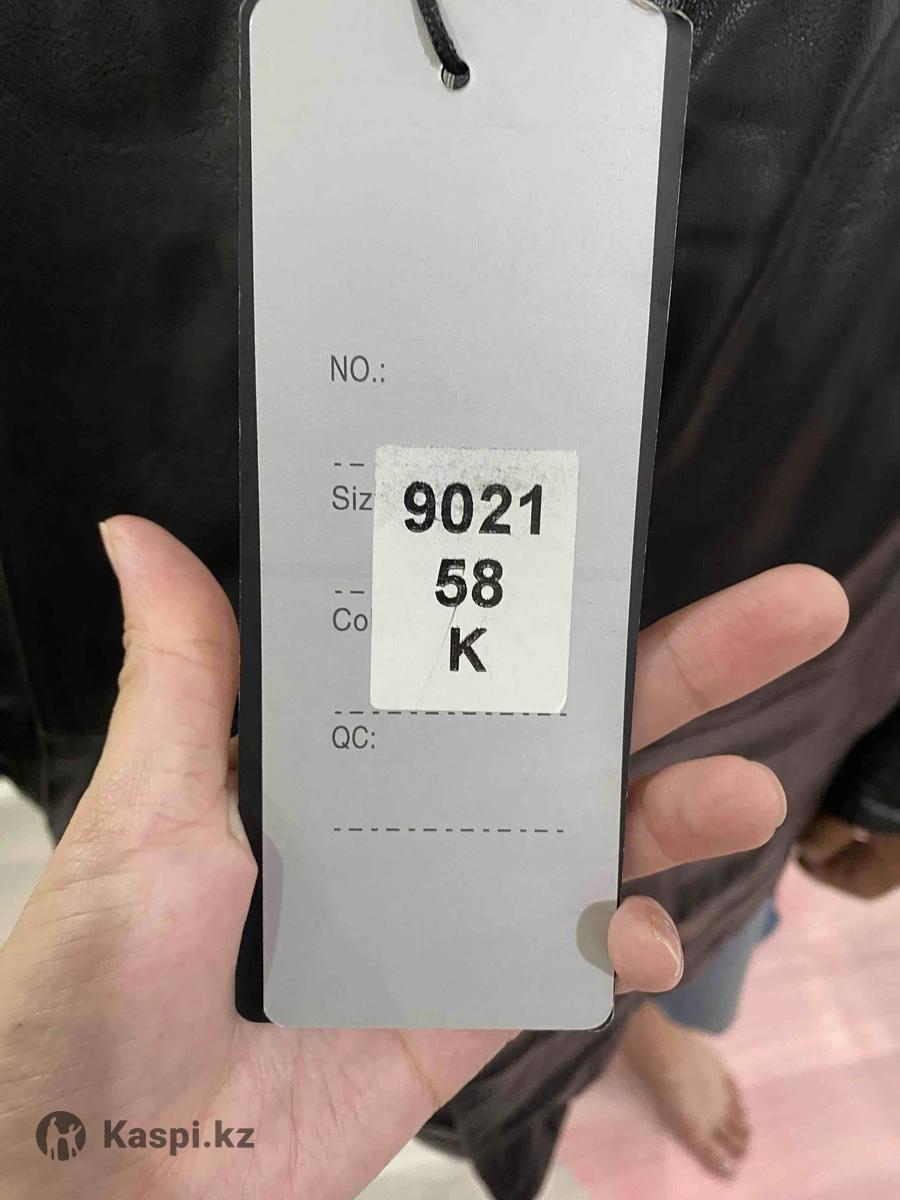 NO.:
Siz
9021
58
Co
K
QC:
Kaspi.kz